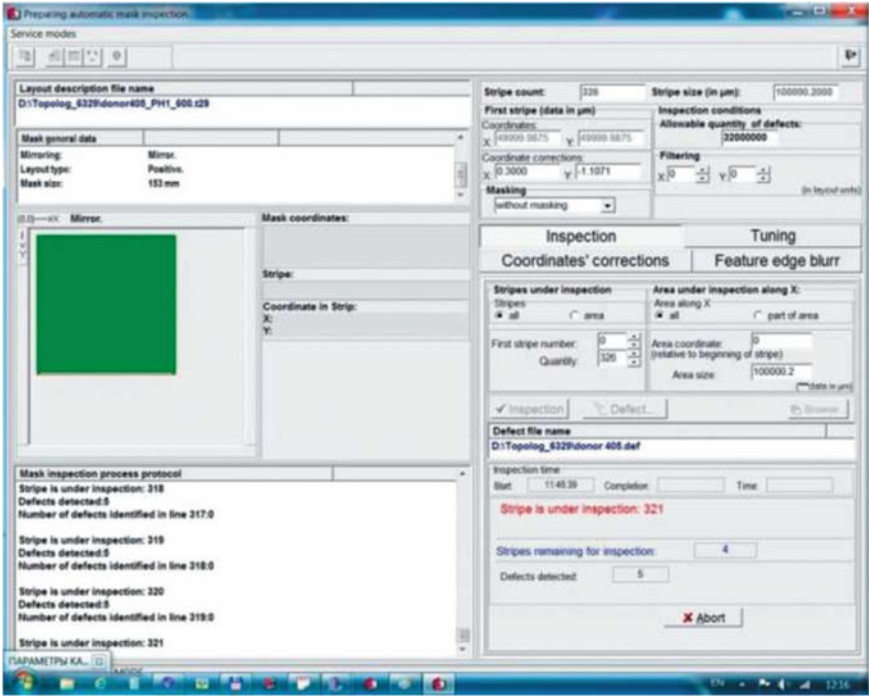 Preparing automatic mask inspection
Service modes
Layout description file name
D:\Topolog_6329\donor405_PH1_600.t29
Mask general data
Mirroring: Mirror.
Layout type: Positive.
Mask size: 153 mm
(0,0)---->X Mirror.
Y
Mask coordinates:
Stripe:
Coordinate in Strip:
X:
Y:
Mask inspection process protocol
Stripe is under inspection: 318
Defects detected:5
Number of defects identified in line 317:0
Stripe is under inspection: 319
Defects detected:5
Number of defects identified in line 318:0
Stripe is under inspection: 320
Defects detected:5
Number of defects identified in line 319:0
Stripe is under inspection: 321
Stripe count: 326 Stripe size (in µm): 100000.2000
First stripe (data in µm)
Coordinates:
X: 49999.9875 Y: 49999.9875
Coordinate corrections:
X: 0.3000 Y: -1.1071
Masking
without masking
Inspection conditions
Allowable quantity of defects:
32000000
Filtering
X: 0 Y: 0
(in layout units)
Inspection Tuning
Coordinates' corrections Feature edge blurr
Stripes under inspection
Stripes
all area
First stripe number: 0
Quantity: 326
Area under inspection along X:
Area along X
all part of area
Area coordinate: 0
(relative to beginning of stripe)
Area size: 100000.2
(***data in µm)
Inspection Defect... Browse
Defect file name
D:\Topolog_6329\donor 405.def
Inspection time
Start 11:46:39 Completion: Time:
Stripe is under inspection: 321
Stripes remaining for inspection: 4
Defects detected: 5
Abort
ПАРАМЕТРЫ КА...
MODE
EN 12:16